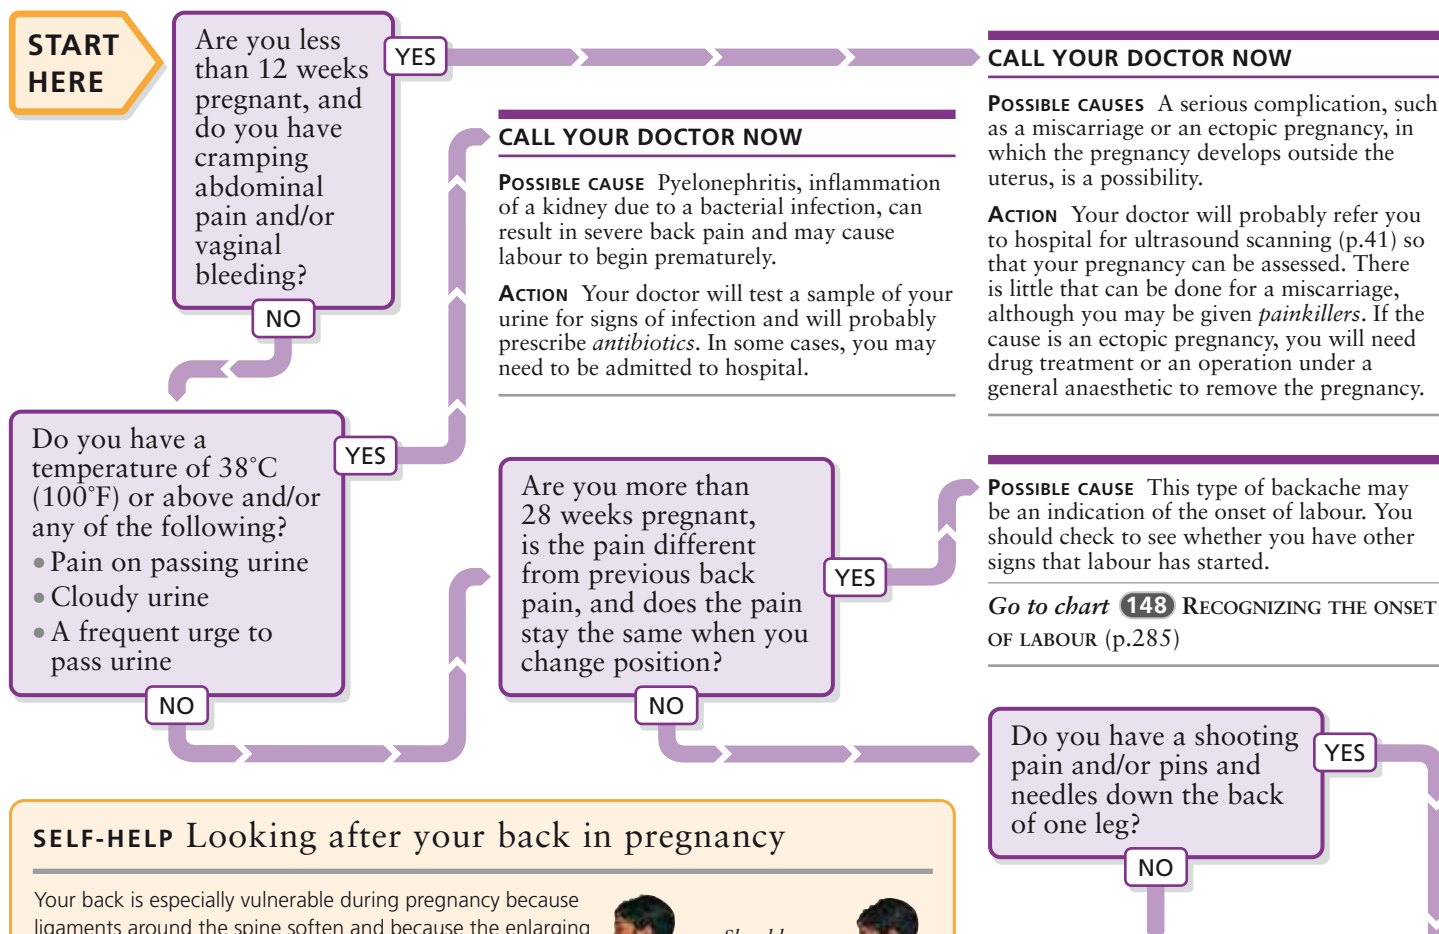 START
HERE
Are you less
than 12 weeks
pregnant, and
do you have
cramping
abdominal
pain and/or
vaginal
bleeding?
YES
NO
CALL YOUR DOCTOR NOW
POSSIBLE CAUSES A serious complication, such
as a miscarriage or an ectopic pregnancy, in
which the pregnancy develops outside the
uterus, is a possibility.
ACTION Your doctor will probably refer you
to hospital for ultrasound scanning (p.41) so
that your pregnancy can be assessed. There
is little that can be done for a miscarriage,
although you may be given painkillers. If the
cause is an ectopic pregnancy, you will need
drug treatment or an operation under a
general anaesthetic to remove the pregnancy.
CALL YOUR DOCTOR NOW
POSSIBLE CAUSE Pyelonephritis, inflammation
of a kidney due to a bacterial infection, can
result in severe back pain and may cause
labour to begin prematurely.
ACTION Your doctor will test a sample of your
urine for signs of infection and will probably
prescribe antibiotics. In some cases, you may
need to be admitted to hospital.
Do you have a
temperature of 38°C
(100°F) or above and/or
any of the following?
• Pain on passing urine
• Cloudy urine
• A frequent urge to
pass urine
YES
NO
Are you more than
28 weeks pregnant,
is the pain different
from previous back
pain, and does the pain
stay the same when you
change position?
YES
NO
POSSIBLE CAUSE This type of backache may
be an indication of the onset of labour. You
should check to see whether you have other
signs that labour has started.
Go to chart 148 RECOGNIZING THE ONSET
OF LABOUR (p.285)
Do you have a shooting
pain and/or pins and
needles down the back
of one leg?
YES
NO
SELF-HELP Looking after your back in pregnancy
Your back is especially vulnerable during pregnancy because
ligaments around the spine soften and because the enlarging